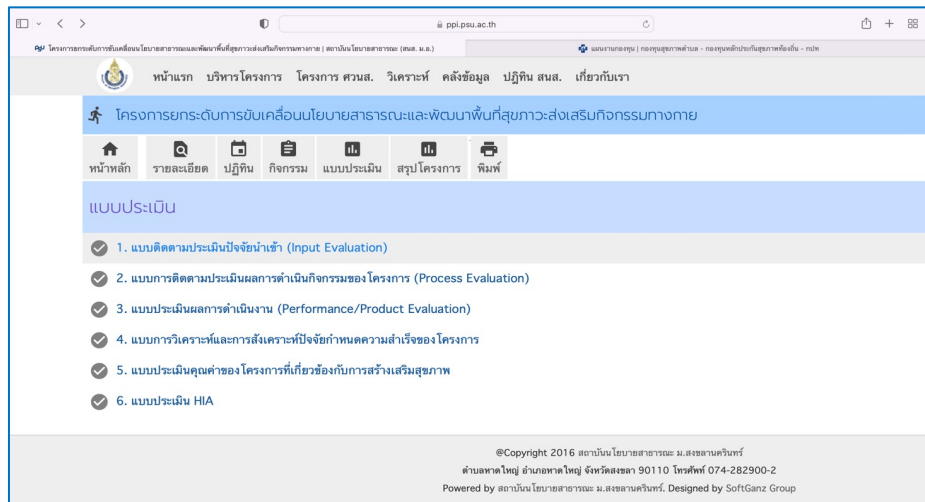 ppi.psu.ac.th
โครงการยกระดับการขับเคลื่อนนโยบายสาธารณะและพัฒนาพื้นที่สุขภาวะส่งเสริมกิจกรรมทางกาย | สถาบันนโยบายสาธารณะ (สนส. ม.อ.)
แผนงานกองทุน | กองทุนสุขภาพตำบล - กองทุนหลักประกันสุขภาพท้องถิ่น - กปท
หน้าแรก บริหารโครงการ โครงการ ศวนส. วิเคราะห์ คลังข้อมูล ปฏิทิน สนส. เกี่ยวกับเรา
โครงการยกระดับการขับเคลื่อนนโยบายสาธารณะและพัฒนาพื้นที่สุขภาวะส่งเสริมกิจกรรมทางกาย
หน้าหลัก รายละเอียด ปฏิทิน กิจกรรม แบบประเมิน สรุปโครงการ พิมพ์
แบบประเมิน
1. แบบติดตามประเมินปัจจัยนำเข้า (Input Evaluation)
2. แบบการติดตามประเมินผลการดำเนินกิจกรรมของโครงการ (Process Evaluation)
3. แบบประเมินผลการดำเนินงาน (Performance/Product Evaluation)
4. แบบการวิเคราะห์และการสังเคราะห์ปัจจัยกำหนดความสำเร็จของโครงการ
5. แบบประเมินคุณค่าของโครงการที่เกี่ยวข้องกับการสร้างเสริมสุขภาพ
6. แบบประเมิน HIA
@Copyright 2016 สถาบันนโยบายสาธารณะ ม.สงขลานครินทร์
ตำบลหาดใหญ่ อำเภอหาดใหญ่ จังหวัดสงขลา 90110 โทรศัพท์ 074-282900-2
Powered by สถาบันนโยบายสาธารณะ ม.สงขลานครินทร์. Designed by SoftGanz Group